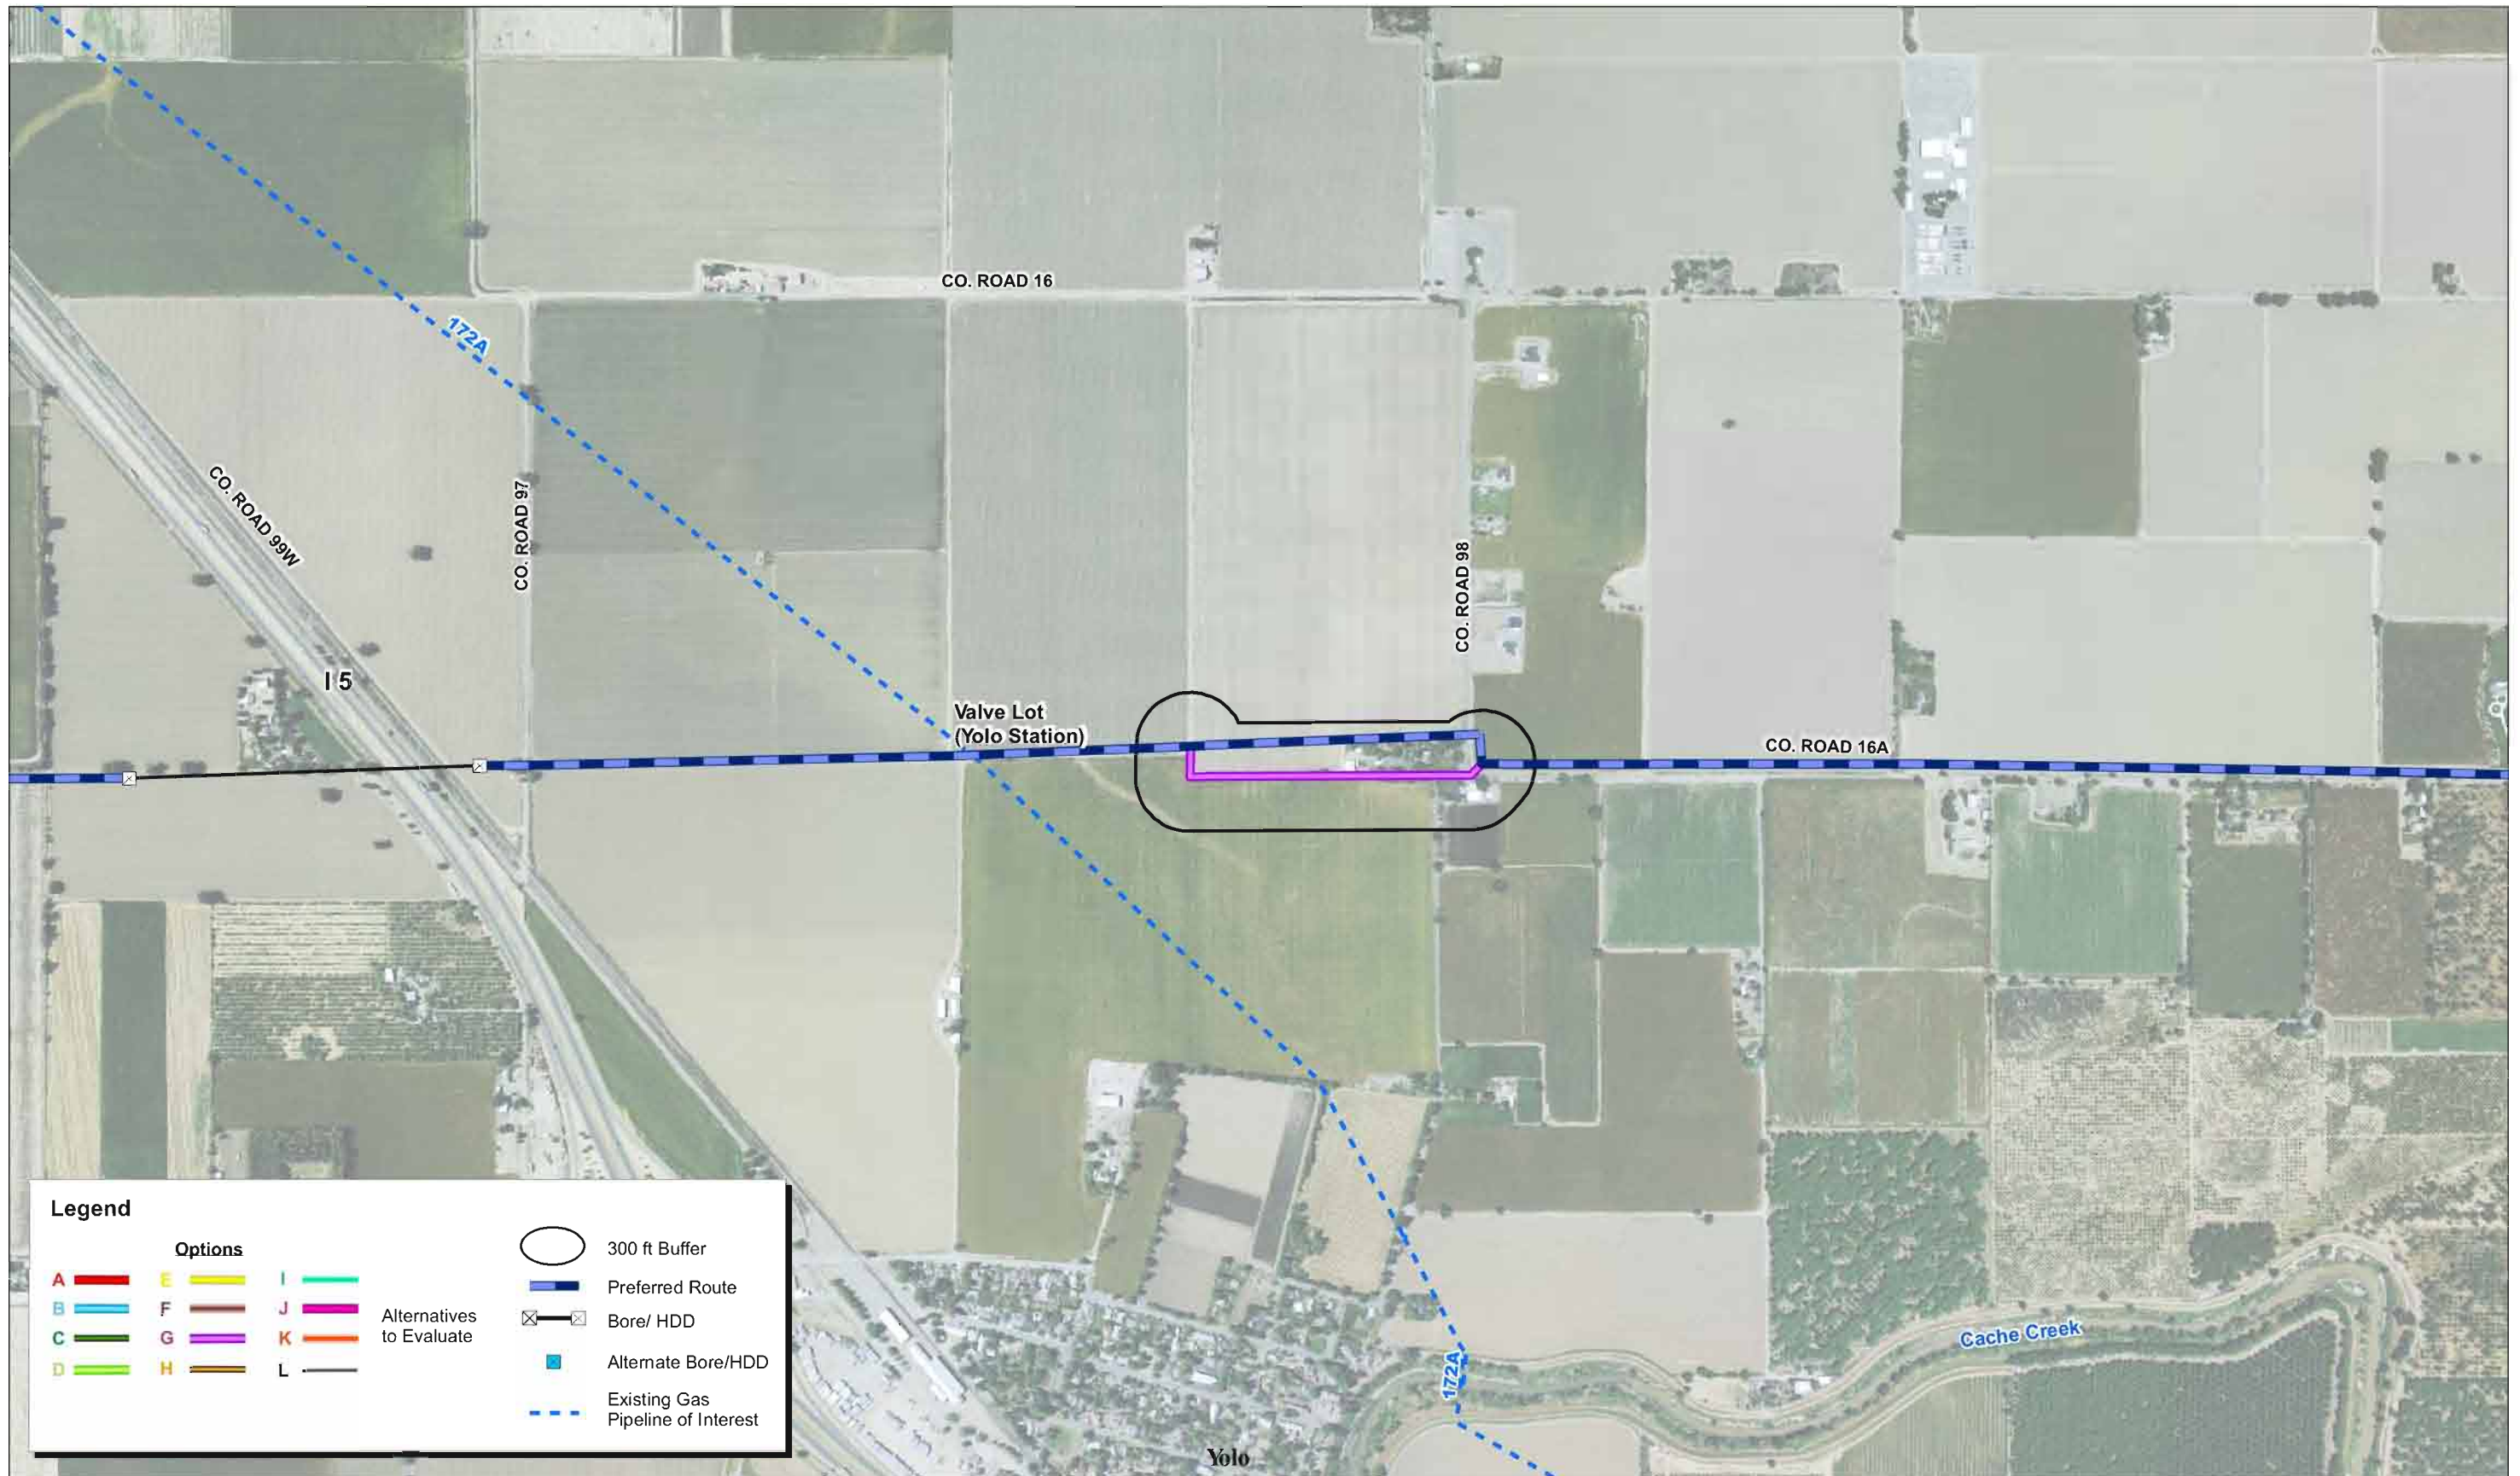 CO. ROAD 16
172A
CO. ROAD 99W
CO. ROAD 97
CO. ROAD 98
I 5
Valve Lot
(Yolo Station)
CO. ROAD 16A
Cache Creek
172A
Yolo
Legend
Options
A
E
I
B
F
J
C
G
K
D
H
L
Alternatives
to Evaluate
300 ft Buffer
Preferred Route
Bore/ HDD
Alternate Bore/HDD
Existing Gas
Pipeline of Interest